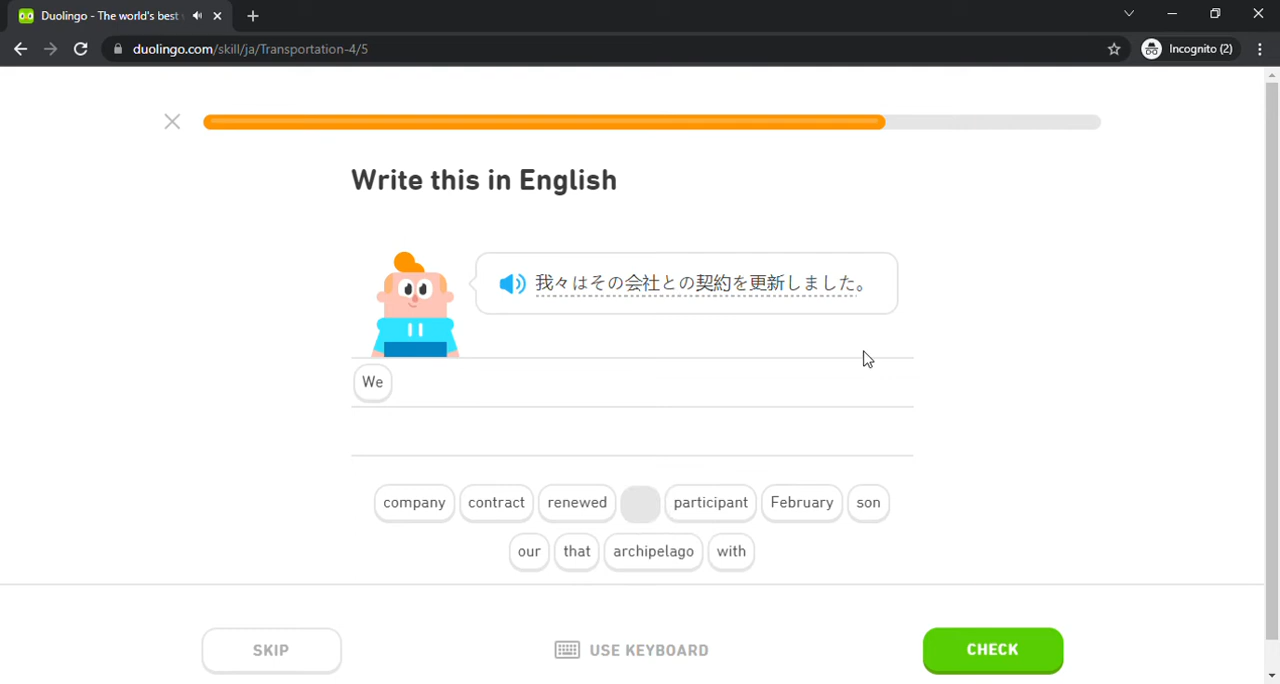 Duolingo - The world's best
duolingo.com/skill/ja/Transportation-4/5
Incognito (2)
Write this in English
我々はその会社との契約を更新しました。
We
company contract renewed participant February son
our that archipelago with
SKIP
USE KEYBOARD
CHECK